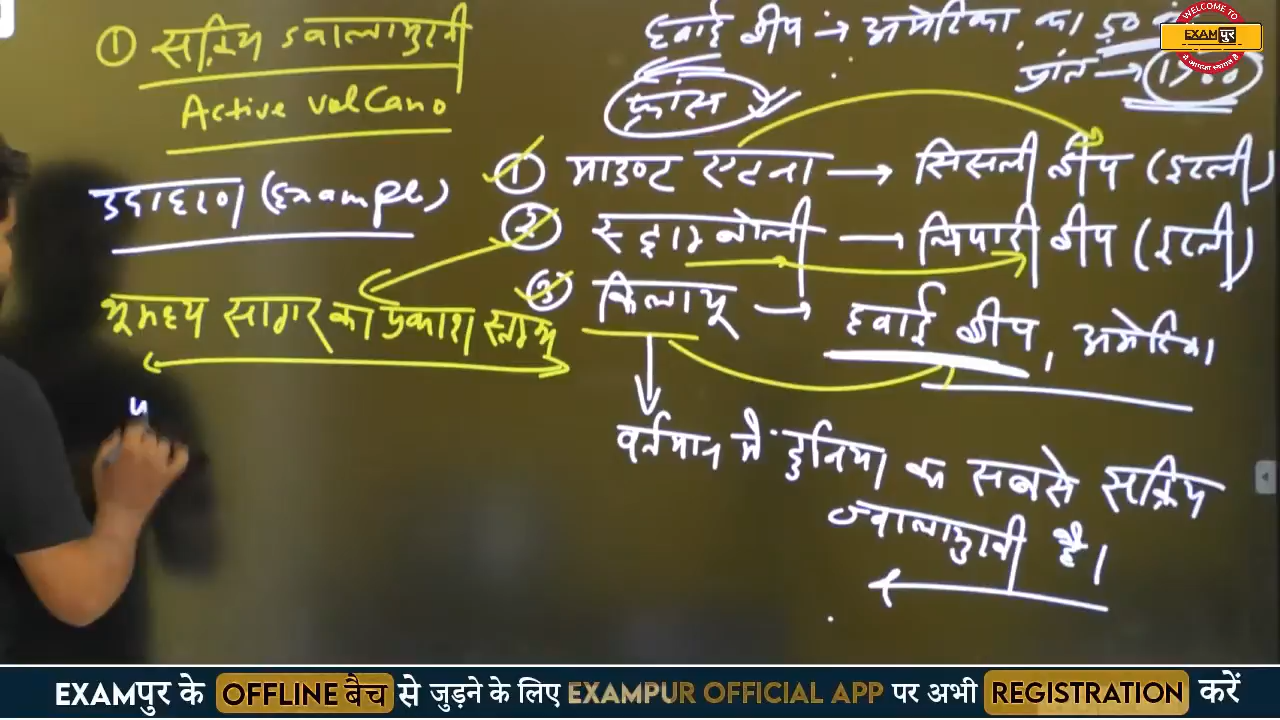 ① सक्रिय ज्वालामुखी
Active volcano
उदाहरण (Example)
भूमध्य सागर का प्रकाश स्तम्भ
हवाई द्वीप → अमेरिका का 50
प्रांत →
फ्रांस
① माउण्ट एटना → सिसली द्वीप (इटली)
② स्ट्राम्बोली → लिपारी द्वीप (इटली)
③ किलायू → हवाई द्वीप, अमेरिका
वर्तमान में दुनिया का सबसे सक्रिय
ज्वालामुखी है।
WELCOME TO
EXAMपुर
EXAMपुर के OFFLINE बैच से जुड़ने के लिए EXAMPUR OFFICIAL APP पर अभी REGISTRATION करें